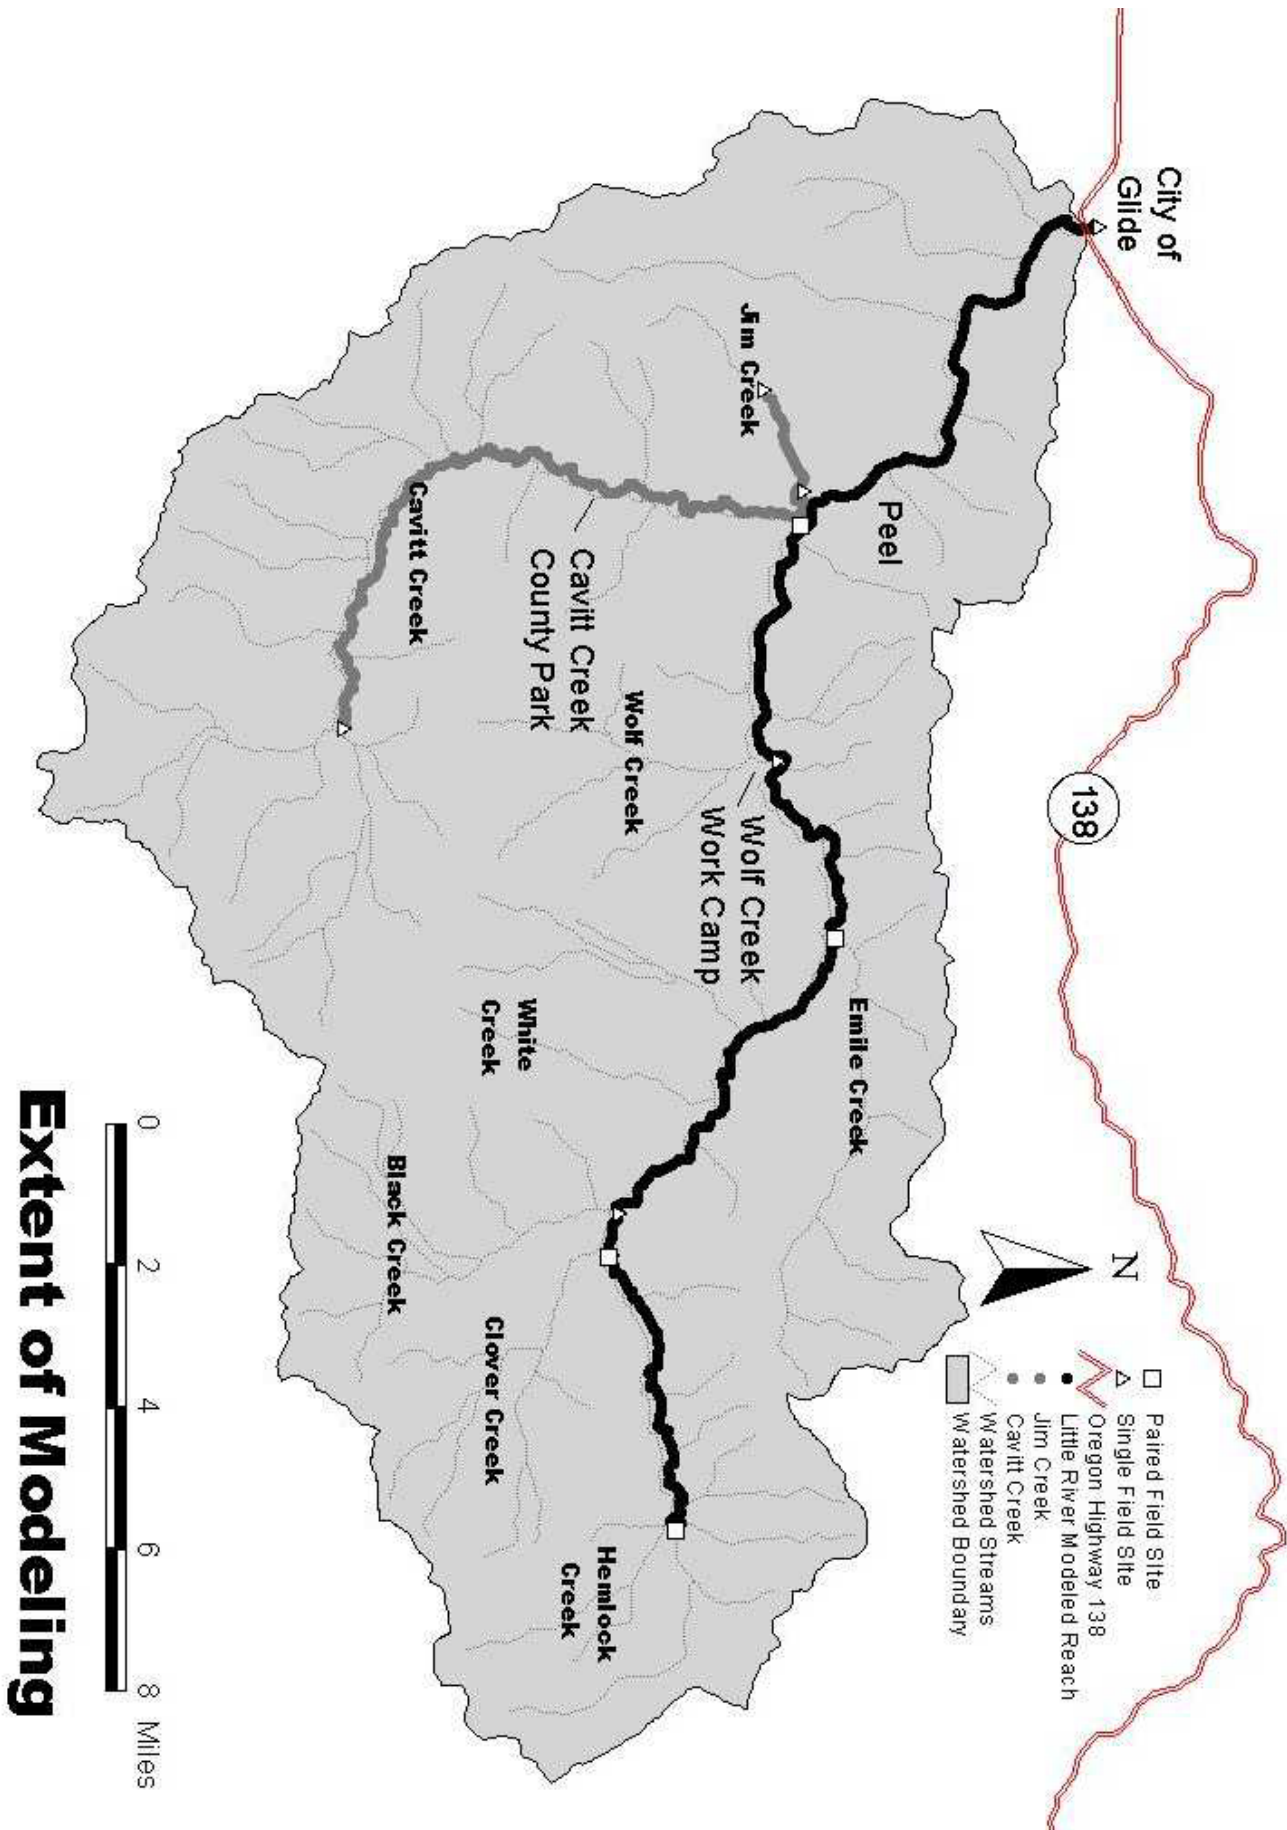 City of
Glide
138
N
Paired Field Site
Single Field Site
Oregon Highway 138
Little River Modeled Reach
Jim Creek
Cavitt Creek
Watershed Streams
Watershed Boundary
Peel
Jim Creek
Emile Creek
Wolf Creek
Work Camp
Wolf Creek
Cavitt Creek
County Park
Cavitt Creek
White
Creek
Black Creek
Clover Creek
Hemlock
Creek
0 2 4 6 8 Miles
Extent of Modeling